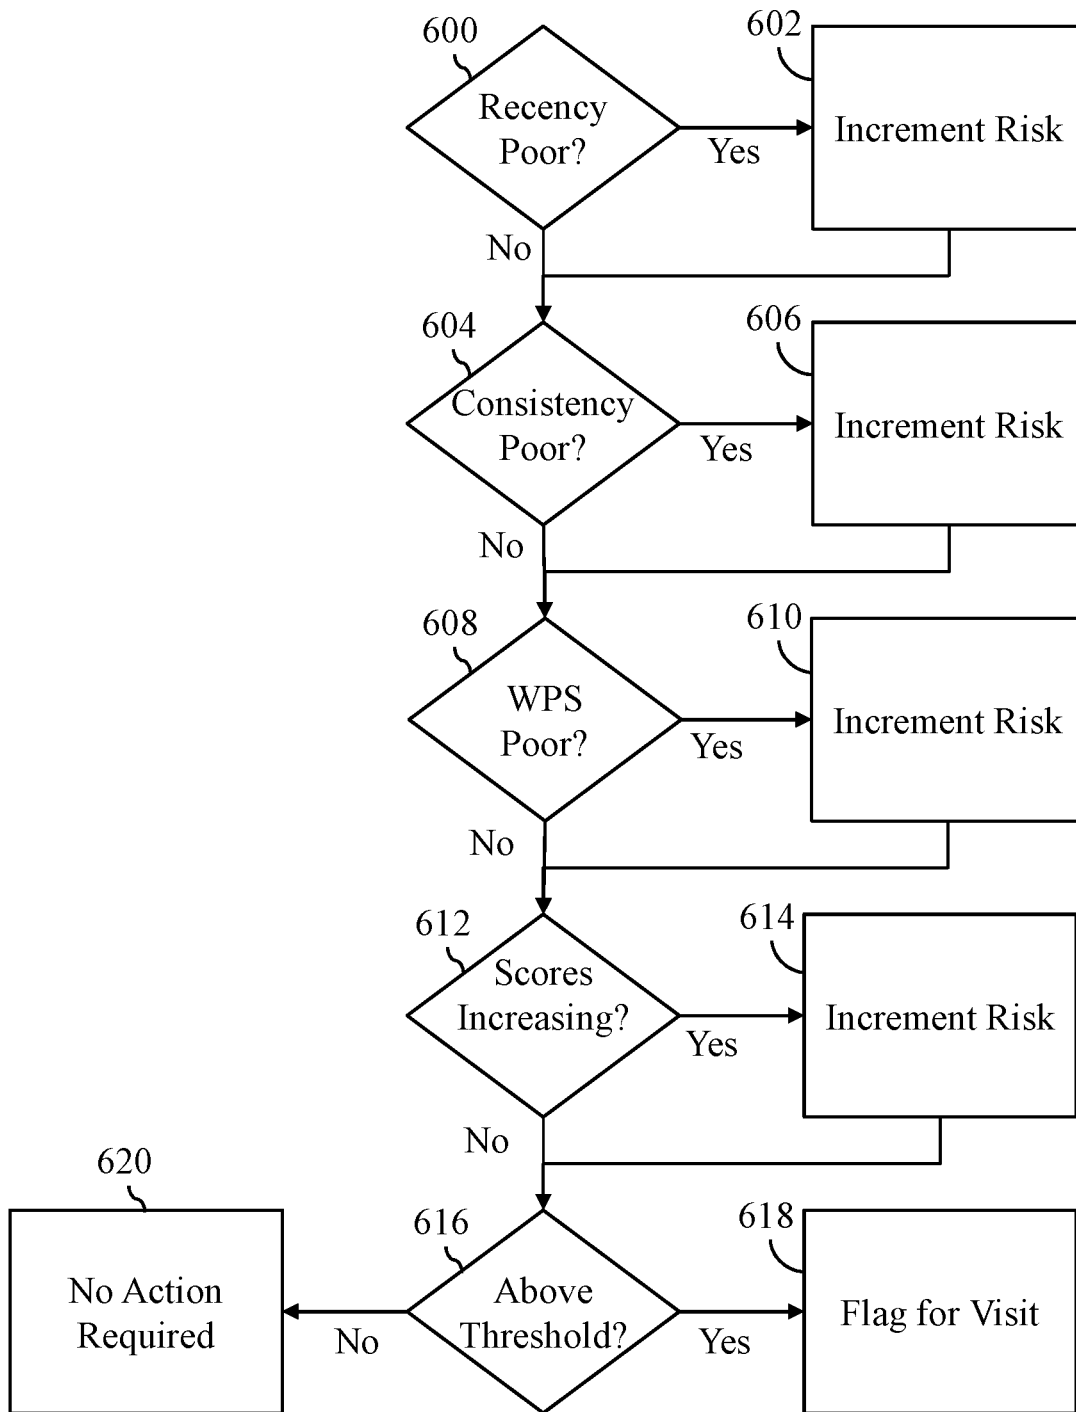 600
602
Recency
Poor?
Yes
Increment Risk
No
604
606
Consistency
Poor?
Yes
Increment Risk
No
608
610
WPS
Poor?
Yes
Increment Risk
No
612
614
Scores
Increasing?
Yes
Increment Risk
No
620
616
618
No Action
Required
No
Above
Threshold?
Yes
Flag for Visit